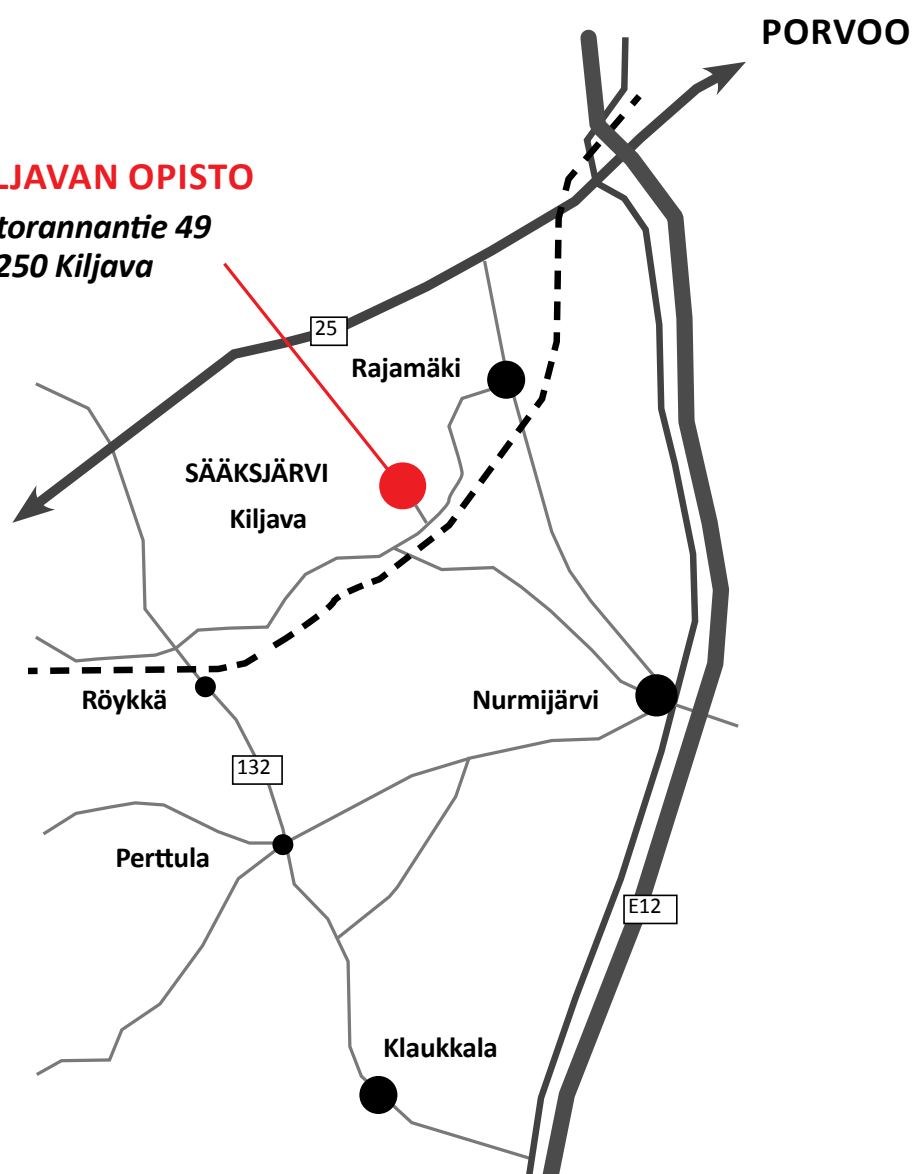 PORVOO
LJAVAN OPISTO
torannantie 49
250 Kiljava
25
Rajamäki
SÄÄKSJÄRVI
Kiljava
Röykkä
Nurmijärvi
132
Perttula
E12
Klaukkala